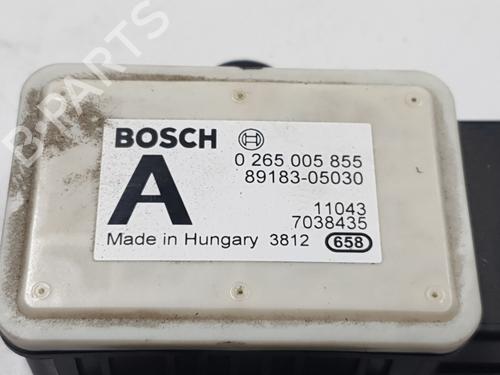 BOSCH
0 265 005 855
A
89183-05030
11043
7038435
Made in Hungary 3812 658
B-PARTS